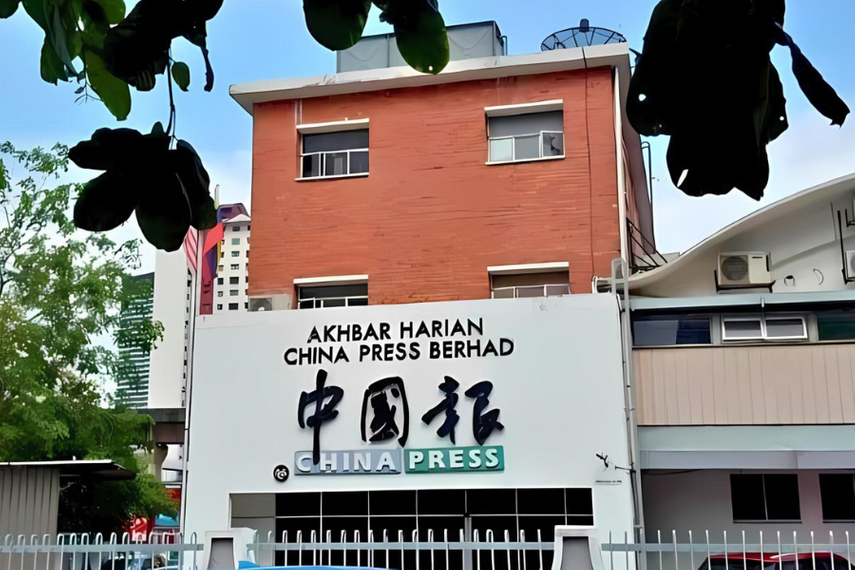 AKHBAR HARIAN
CHINA PRESS BERHAD
中國報
CHINA PRESS